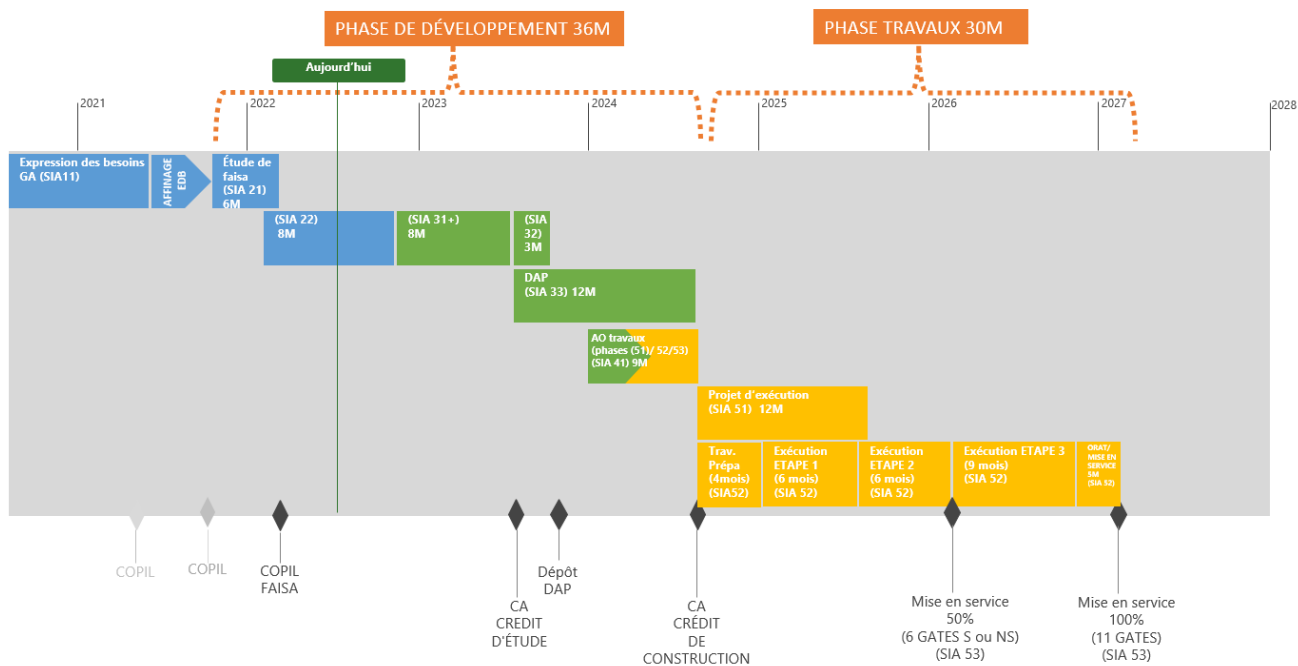 PHASE DE DÉVELOPPEMENT 36M
PHASE TRAVAUX 30M
Aujourd'hui
2021
2022
2023
2024
2025
2026
2027
2028
Expression des besoins
GA (SIA11)
AFFINAGE
EDB
Étude de
faisa
(SIA 21)
6M
(SIA 22)
8M
(SIA 31+)
8M
(SIA
32)
3M
DAP
(SIA 33) 12M
AO travaux
(phases (51)/ 52/53)
(SIA 41) 9M
Projet d'exécution
(SIA 51) 12M
Trav.
Prépa
(4mois)
(SIA52)
Exécution
ETAPE 1
(6 mois)
(SIA 52)
Exécution
ETAPE 2
(6 mois)
(SIA 52)
Exécution ETAPE 3
(9 mois)
(SIA 52)
ORAT/
MISE EN
SERVICE
5M
(SIA 52)
COPIL
COPIL
COPIL
FAISA
CA
CREDIT
D'ÉTUDE
Dépôt
DAP
CA
CRÉDIT
DE
CONSTRUCTION
Mise en service
50%
(6 GATES S ou NS)
(SIA 53)
Mise en service
100%
(11 GATES)
(SIA 53)